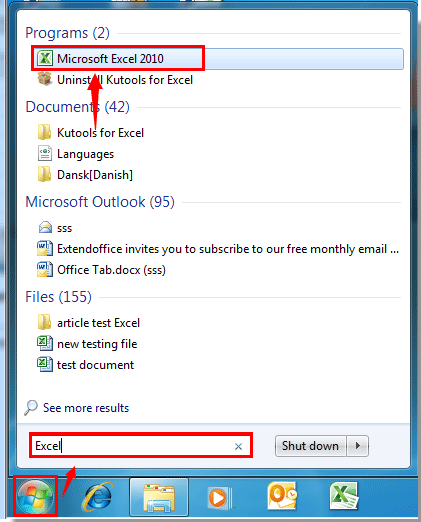 Programs (2)
Microsoft Excel 2010
Uninstall Kutools for Excel
Documents (42)
Kutools for Excel
Languages
Dansk[Danish]
Microsoft Outlook (95)
sss
Extendoffice invites you to subscribe to our free monthly email ...
Office Tab.docx (sss)
Files (155)
article test Excel
new testing file
test document
See more results
Excel
Shut down